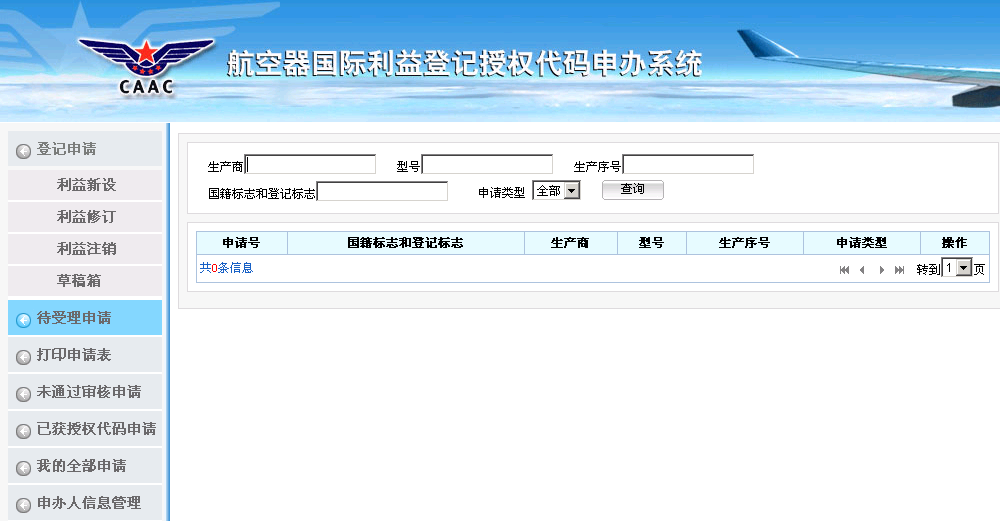 CAAC
航空器国际利益登记授权代码申办系统
登记申请
利益新设
利益修订
利益注销
草稿箱
待受理申请
打印申请表
未通过审核申请
已获授权代码申请
我的全部申请
申办人信息管理
生产商 型号 生产序号
国籍标志和登记标志 申请类型 全部 查询
申请号 国籍标志和登记标志 生产商 型号 生产序号 申请类型 操作
共0条信息 转到 1 页